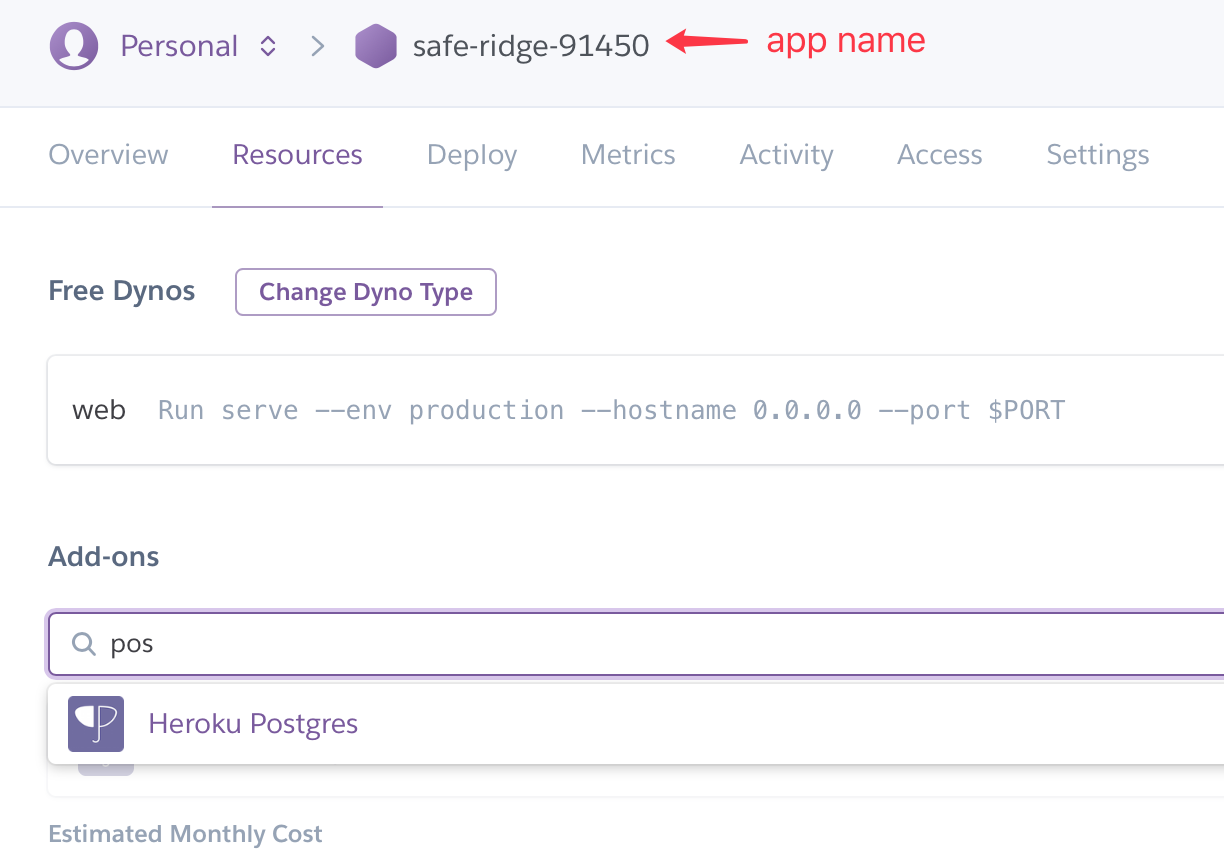 Personal safe-ridge-91450 app name
Overview Resources Deploy Metrics Activity Access Settings
Free Dynos Change Dyno Type
web Run serve --env production --hostname 0.0.0.0 --port $PORT
Add-ons
pos
Heroku Postgres
Estimated Monthly Cost